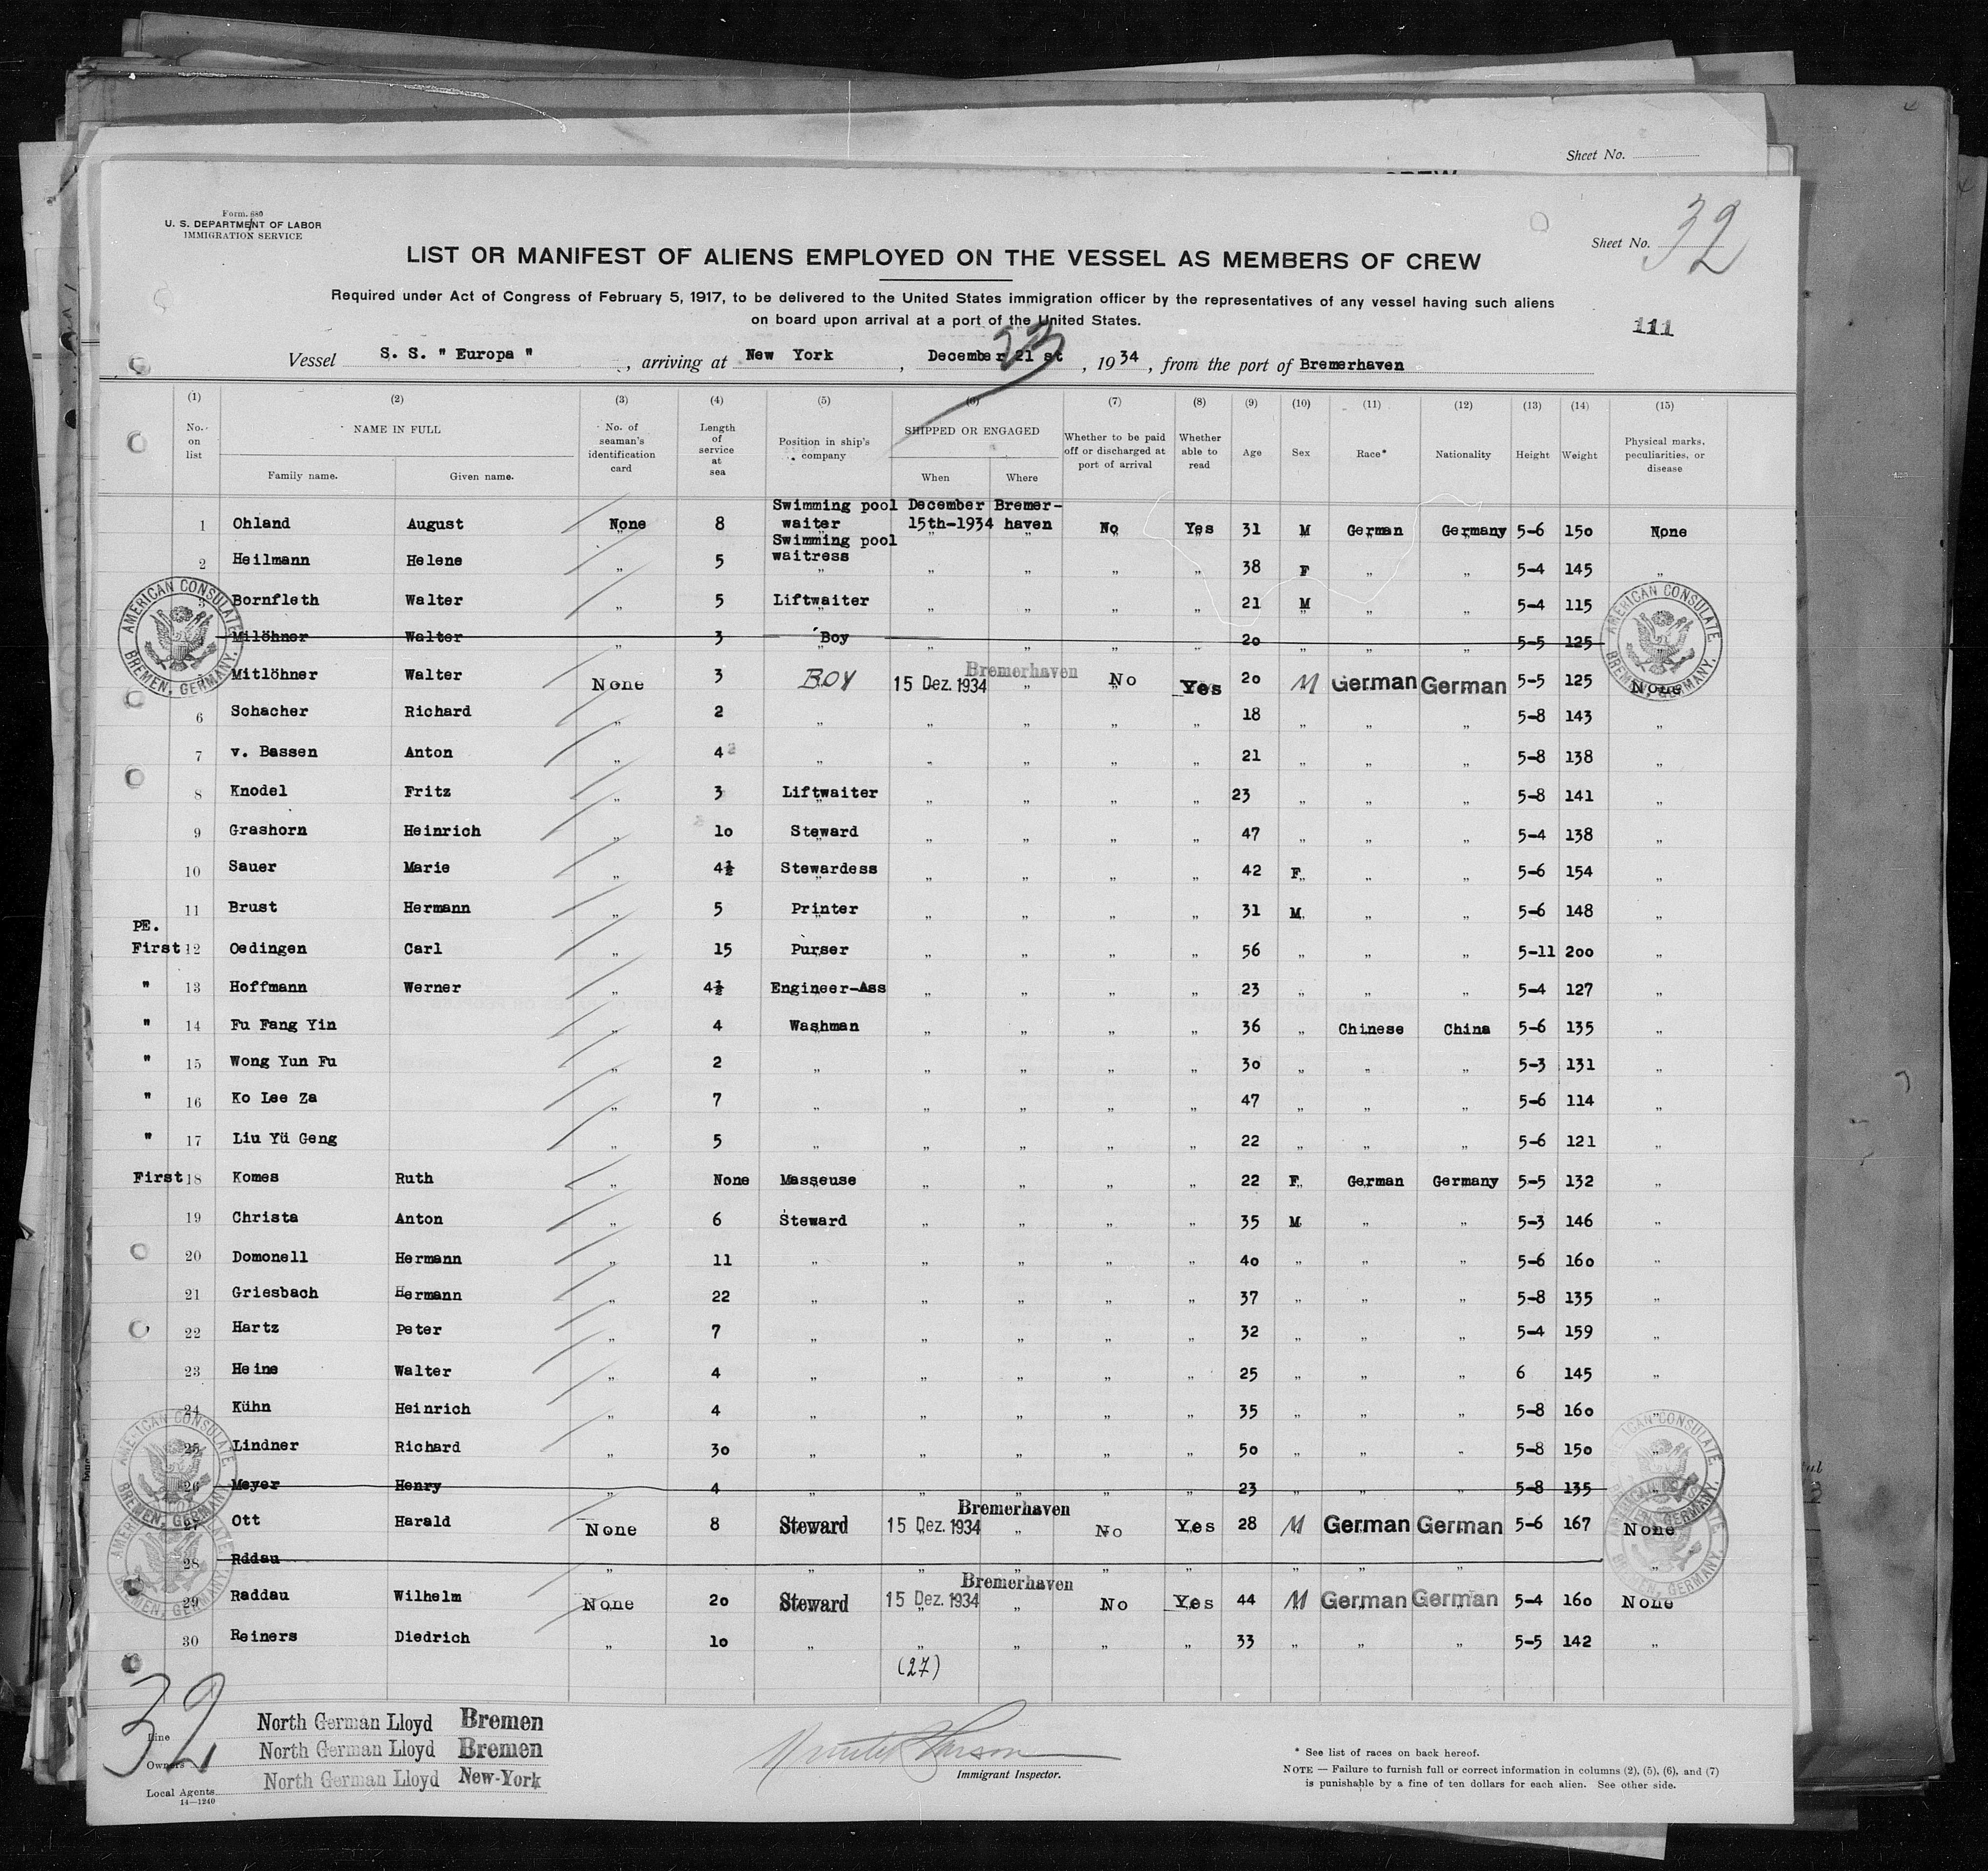 Sheet No.
Form 680
U. S. DEPARTMENT OF LABOR
IMMIGRATION SERVICE
Sheet No. 32
LIST OR MANIFEST OF ALIENS EMPLOYED ON THE VESSEL AS MEMBERS OF CREW
Required under Act of Congress of February 5, 1917, to be delivered to the United States immigration officer by the representatives of any vessel having such aliens
on board upon arrival at a port of the United States.
111
Vessel S. S. " Europa " , arriving at New York , December 21 st 23 , 1934 , from the port of Bremerhaven
(1) (2) (3) (4) (5) (6) (7) (8) (9) (10) (11) (12) (13) (14) (15)
No. on list NAME IN FULL Family name. Given name. No. of seaman's identification card Length of service at sea Position in ship's company SHIPPED OR ENGAGED When Where Whether to be paid off or discharged at port of arrival Whether able to read Age Sex Race* Nationality Height Weight Physical marks, peculiarities, or disease
1 Ohland August None 8 Swimming pool waiter December 15th-1934 Bremer-haven No Yes 31 M German Germany 5-6 150 None
2 Heilmann Helene " 5 Swimming pool waitress " " " " 38 F " " 5-4 145 "
3 Bornfleth Walter " 5 Liftwaiter " " " " 21 M " " 5-4 115
Milöhner Walter " 3 Boy " " " " 20 " " " 5-5 125 "
Mitlöhner Walter None 3 BOY 15 Dez. 1934 Bremerhaven No Yes 20 M German German 5-5 125 None
6 Schacher Richard " 2 " " " " " 18 " " " 5-8 143 "
7 v. Bassen Anton " 4 " " " " " 21 " " " 5-8 138 "
8 Knodel Fritz " 3 Liftwaiter " " " " 23 " " " 5-8 141 "
9 Grashorn Heinrich " 10 Steward " " " " 47 " " " 5-4 138 "
10 Sauer Marie " 4½ Stewardess " " " " 42 F " " 5-6 154 "
11 Brust Hermann " 5 Printer " " " " 31 M " " 5-6 148 "
PE.
First 12 Oedingen Carl " 15 Purser " " " " 56 " " " 5-11 200 "
" 13 Hoffmann Werner " 4½ Engineer-Ass " " " " 23 " " " 5-4 127 "
" 14 Fu Fang Yin " 4 Washman " " " " 36 " Chinese China 5-6 135 "
" 15 Wong Yun Fu " 2 " " " " " 30 " " " 5-3 131 "
" 16 Ko Lee Za " 7 " " " " " 47 " " " 5-6 114 "
" 17 Liu Yü Geng " 5 " " " " " 22 " " " 5-6 121 "
First 18 Komes Ruth " None Masseuse " " " " 22 F German Germany 5-5 132 "
19 Christa Anton " 6 Steward " " " " 35 M " " 5-3 146 "
20 Domonell Hermann " 11 " " " " " 40 " " " 5-6 160 "
21 Griesbach Hermann " 22 " " " " " 37 " " " 5-8 135 "
22 Hartz Peter " 7 " " " " " 32 " " " 5-4 159 "
23 Heine Walter " 4 " " " " " 25 " " " 6 145 "
24 Kühn Heinrich " 4 " " " " " 35 " " " 5-8 160 "
25 Lindner Richard " 30 " " " " " 50 " " " 5-8 150 "
26 Meyer Henry " 4 " " " " " 23 " " " 5-8 135 "
27 Ott Harald None 8 Steward 15 Dez. 1934 Bremerhaven No Yes 28 M German German 5-6 167 None
28 Rddau " " " " " " " " " "
29 Raddau Wilhelm None 20 Steward 15 Dez. 1934 Bremerhaven No Yes 44 M German German 5-4 160 None
30 Reiners Diedrich " 10 " " " " " 33 " " " 5-5 142 "
(27)
AMERICAN CONSULATE. BREMEN, GERMANY.
AMERICAN CONSULATE. BREMEN, GERMANY.
AMERICAN CONSULATE. BREMEN, GERMANY.
AMERICAN CONSULATE. BREMEN, GERMANY.
32
Line North German Lloyd Bremen
Owners North German Lloyd Bremen
Local Agents North German Lloyd New-York
14—1240
Immigrant Inspector.
* See list of races on back hereof.
NOTE — Failure to furnish full or correct information in columns (2), (5), (6), and (7)
is punishable by a fine of ten dollars for each alien. See other side.